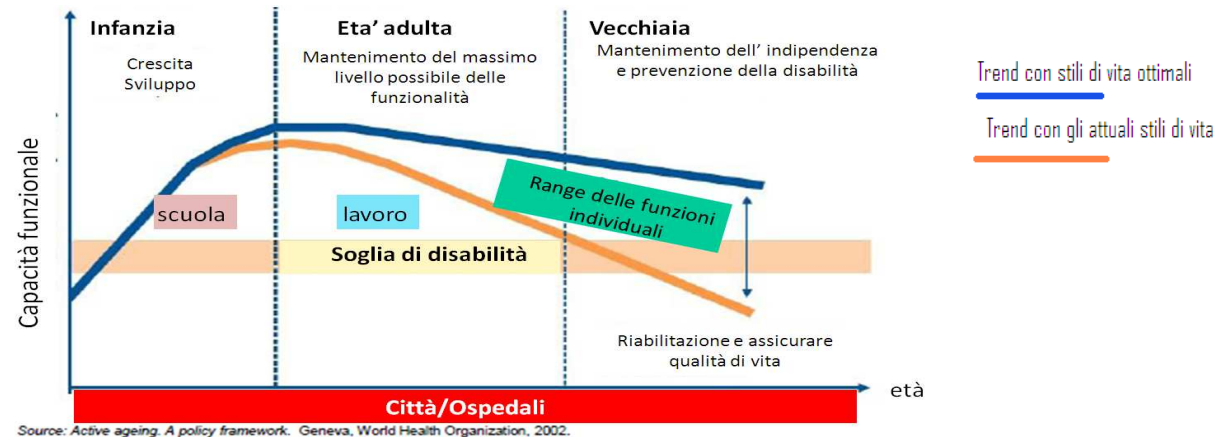 Infanzia
Crescita
Sviluppo
Eta’ adulta
Mantenimento del massimo
livello possibile delle
funzionalità
Vecchiaia
Mantenimento dell’ indipendenza
e prevenzione della disabilità
Trend con stili di vita ottimali
Trend con gli attuali stili di vita
Capacità funzionale
scuola
lavoro
Range delle funzioni
individuali
Soglia di disabilità
Riabilitazione e assicurare
qualità di vita
età
Città/Ospedali
Source: Active ageing. A policy framework. Geneva, World Health Organization, 2002.